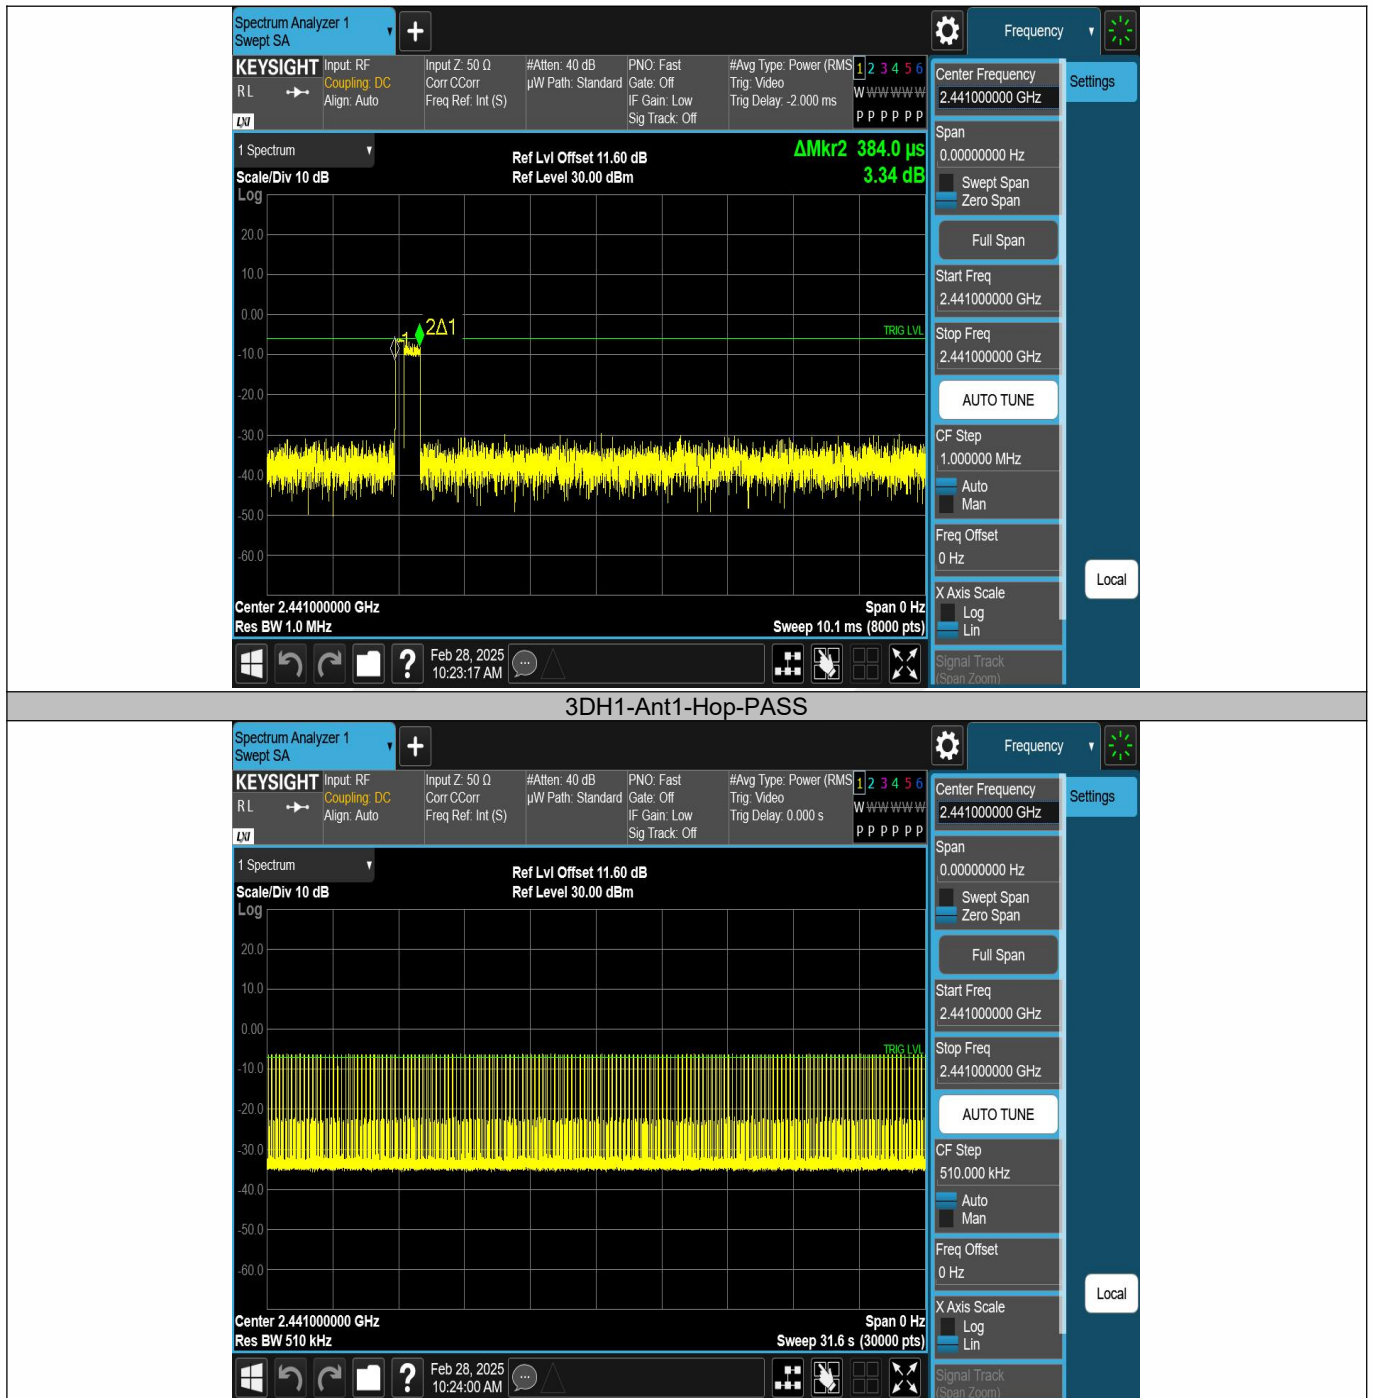 Spectrum Analyzer 1
Swept SA
+
Frequency
KEYSIGHT
R L
LXI
Input: RF
Coupling: DC
Align: Auto
Input Z: 50 Ω
Corr CCorr
Freq Ref: Int (S)
#Atten: 40 dB
µW Path: Standard
PNO: Fast
Gate: Off
IF Gain: Low
Sig Track: Off
#Avg Type: Power (RMS
Trig: Video
Trig Delay: -2.000 ms
1 2 3 4 5 6
W W W W W W
P P P P P P
Center Frequency
2.441000000 GHz
Settings
1 Spectrum
Scale/Div 10 dB
Ref Lvl Offset 11.60 dB
Ref Level 30.00 dBm
ΔMkr2 384.0 µs
3.34 dB
Span
0.00000000 Hz
Swept Span
Zero Span
Full Span
Start Freq
2.441000000 GHz
Stop Freq
2.441000000 GHz
AUTO TUNE
CF Step
1.000000 MHz
Auto
Man
Freq Offset
0 Hz
X Axis Scale
Log
Lin
Signal Track
(Span Zoom)
Local
Log
20.0
10.0
0.00
-10.0
-20.0
-30.0
-40.0
-50.0
-60.0
1
2Δ1
TRIG LVL
Center 2.441000000 GHz
Res BW 1.0 MHz
Span 0 Hz
Sweep 10.1 ms (8000 pts)
?
Feb 28, 2025
10:23:17 AM
3DH1-Ant1-Hop-PASS
Spectrum Analyzer 1
Swept SA
+
Frequency
KEYSIGHT
R L
LXI
Input: RF
Coupling: DC
Align: Auto
Input Z: 50 Ω
Corr CCorr
Freq Ref: Int (S)
#Atten: 40 dB
µW Path: Standard
PNO: Fast
Gate: Off
IF Gain: Low
Sig Track: Off
#Avg Type: Power (RMS
Trig: Video
Trig Delay: 0.000 s
1 2 3 4 5 6
W W W W W W
P P P P P P
Center Frequency
2.441000000 GHz
Settings
1 Spectrum
Scale/Div 10 dB
Ref Lvl Offset 11.60 dB
Ref Level 30.00 dBm
Span
0.00000000 Hz
Swept Span
Zero Span
Full Span
Start Freq
2.441000000 GHz
Stop Freq
2.441000000 GHz
AUTO TUNE
CF Step
510.000 kHz
Auto
Man
Freq Offset
0 Hz
X Axis Scale
Log
Lin
Signal Track
(Span Zoom)
Local
Log
20.0
10.0
0.00
-10.0
-20.0
-30.0
-40.0
-50.0
-60.0
TRIG LVL
Center 2.441000000 GHz
Res BW 510 kHz
Span 0 Hz
Sweep 31.6 s (30000 pts)
?
Feb 28, 2025
10:24:00 AM